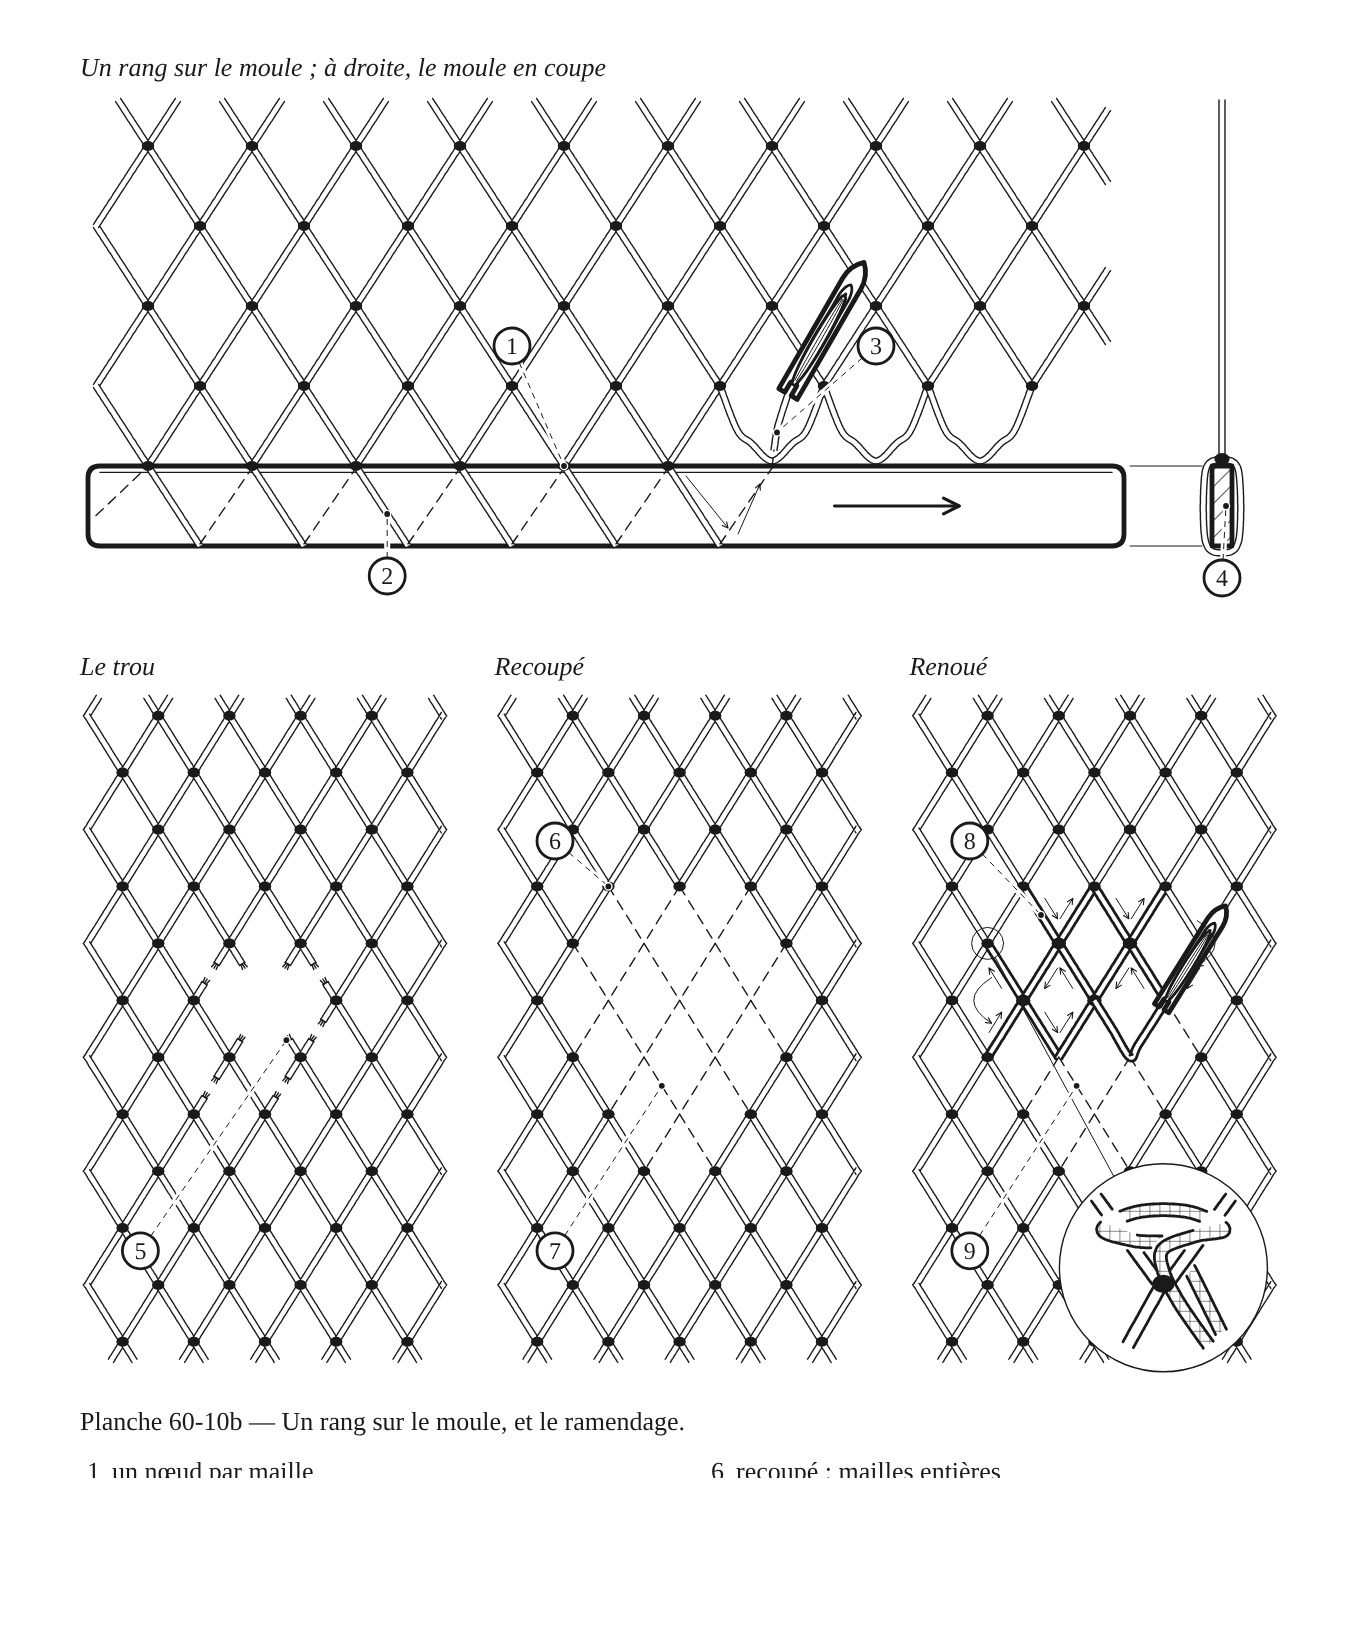 Un rang sur le moule ; à droite, le moule en coupe
1
3
2
4
Le trou
Recoupé
Renoué
6
8
5
7
9
Planche 60-10b — Un rang sur le moule, et le ramendage.
1 un nœud par maille
6 recoupé : mailles entières